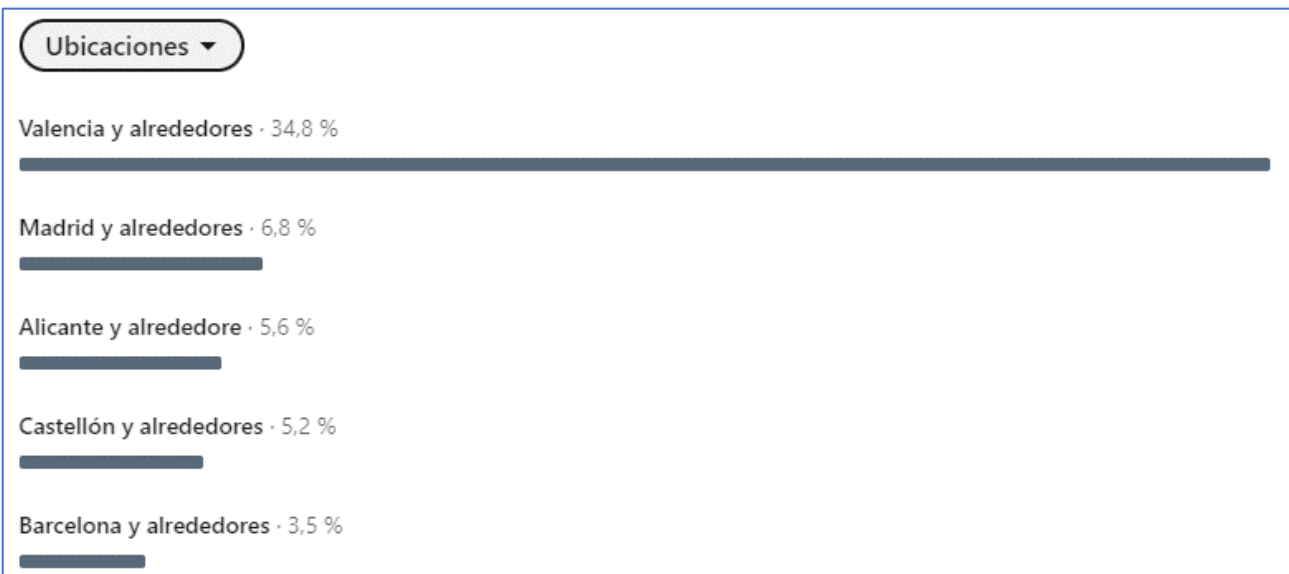 Ubicaciones
Valencia y alrededores · 34,8 %
Madrid y alrededores · 6,8 %
Alicante y alrededore · 5,6 %
Castellón y alrededores · 5,2 %
Barcelona y alrededores · 3,5 %